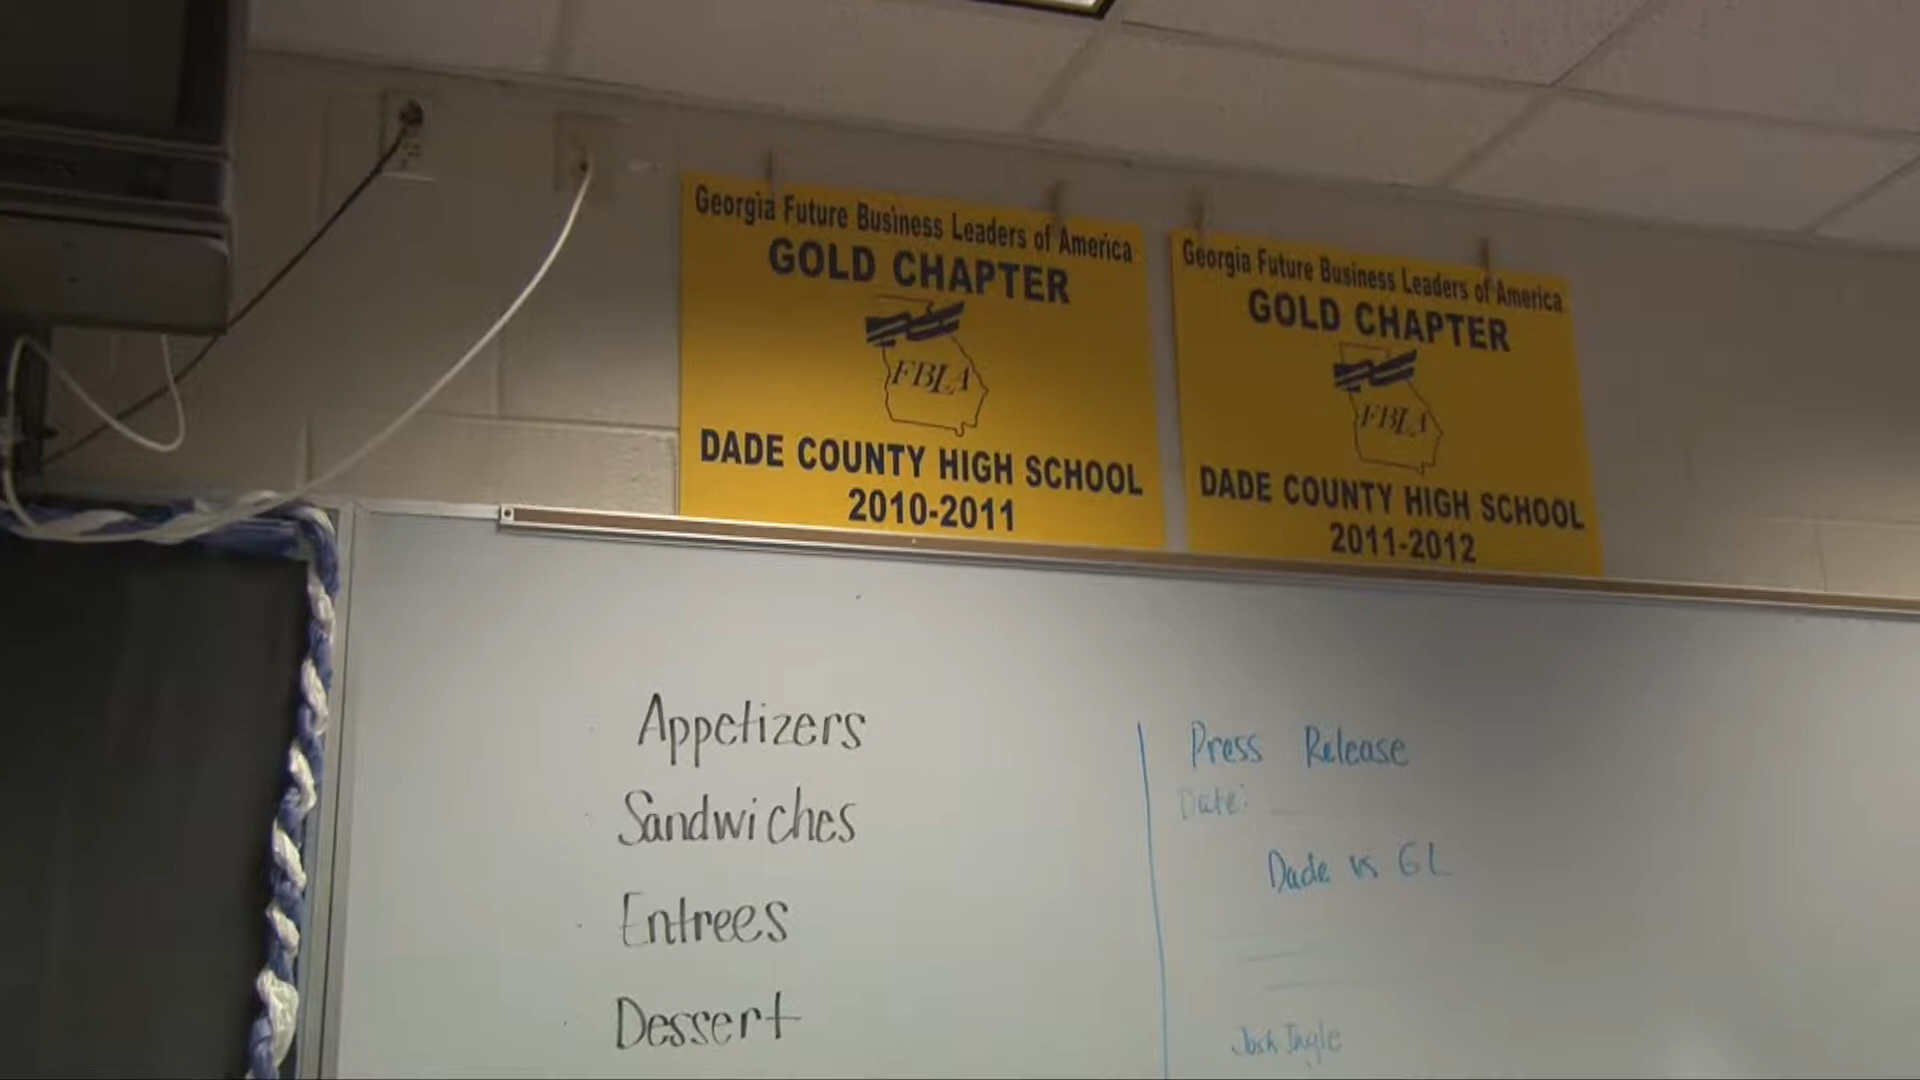 Georgia Future Business Leaders of America
GOLD CHAPTER
FBLA
DADE COUNTY HIGH SCHOOL
2010-2011
Georgia Future Business Leaders of America
GOLD CHAPTER
FBLA
DADE COUNTY HIGH SCHOOL
2011-2012
Appetizers
Sandwiches
Entrees
Dessert
Press Release
Date:
Dade vs GL
Josh